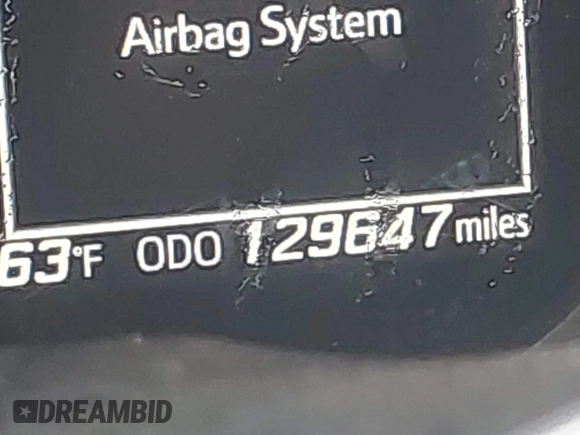 Airbag System
63°F ODO 129647 miles
DREAMBID